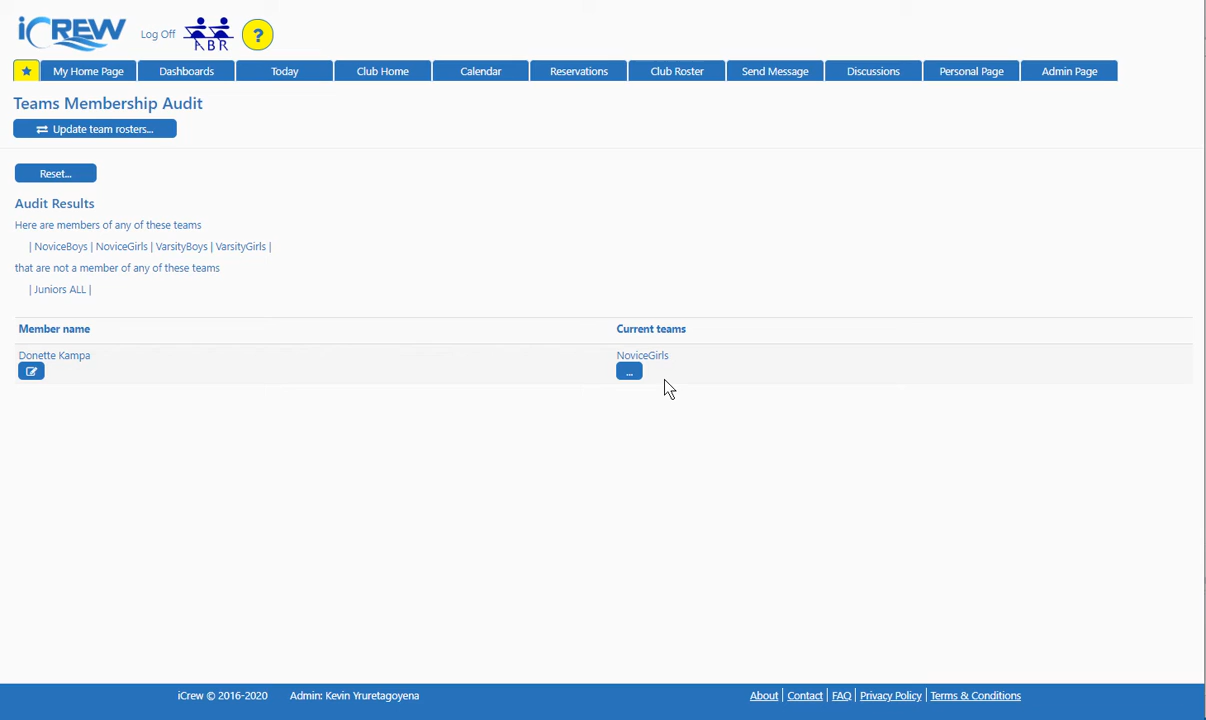 iCREW Log Off ABR ?
★ My Home Page Dashboards Today Club Home Calendar Reservations Club Roster Send Message Discussions Personal Page Admin Page
Teams Membership Audit
⇄ Update team rosters...
Reset...
Audit Results
Here are members of any of these teams
| NoviceBoys | NoviceGirls | VarsityBoys | VarsityGirls |
that are not a member of any of these teams
| Juniors ALL |
Member name Current teams
Donette Kampa NoviceGirls
...
iCrew © 2016-2020 Admin: Kevin Yruretagoyena About | Contact | FAQ | Privacy Policy | Terms & Conditions